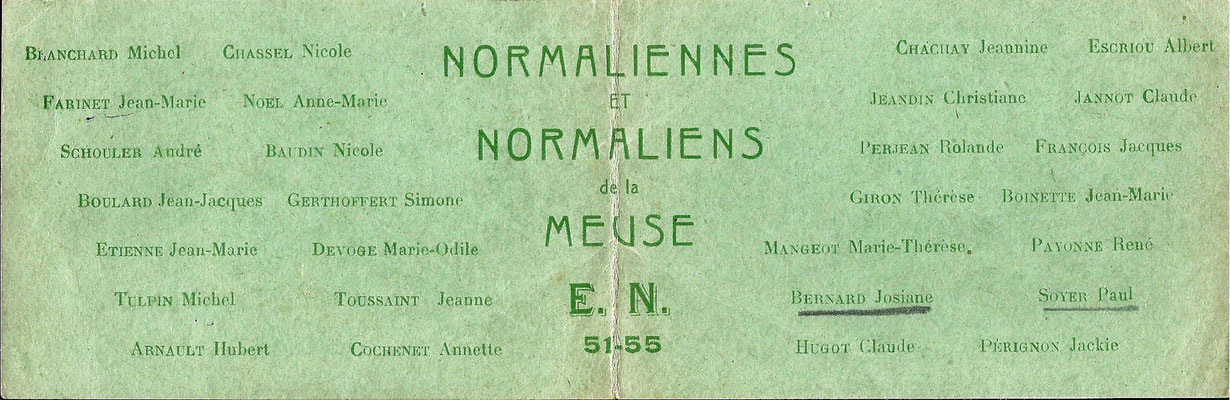 BLANCHARD Michel CHASSEL Nicole
FARINET Jean-Marie NOEL Anne-Marie
SCHOULER André BAUDIN Nicole
BOULARD Jean-Jacques GERTHOFFERT Simone
ETIENNE Jean-Marie DEVOGE Marie-Odile
TULPIN Michel TOUSSAINT Jeanne
ARNAULT Hubert COCHENET Annette
NORMALIENNES
ET
NORMALIENS
de la
MEUSE
E. N.
51-55
CHACHAY Jeannine ESCRIOU Albert
JEANDIN Christiane JANNOT Claude
PERJEAN Rolande FRANÇOIS Jacques
GIRON Thérèse BOINETTE Jean-Marie
MANGEOT Marie-Thérèse. PAYONNE René
BERNARD Josiane SOYER Paul
HUGOT Claude PÉRIGNON Jackie